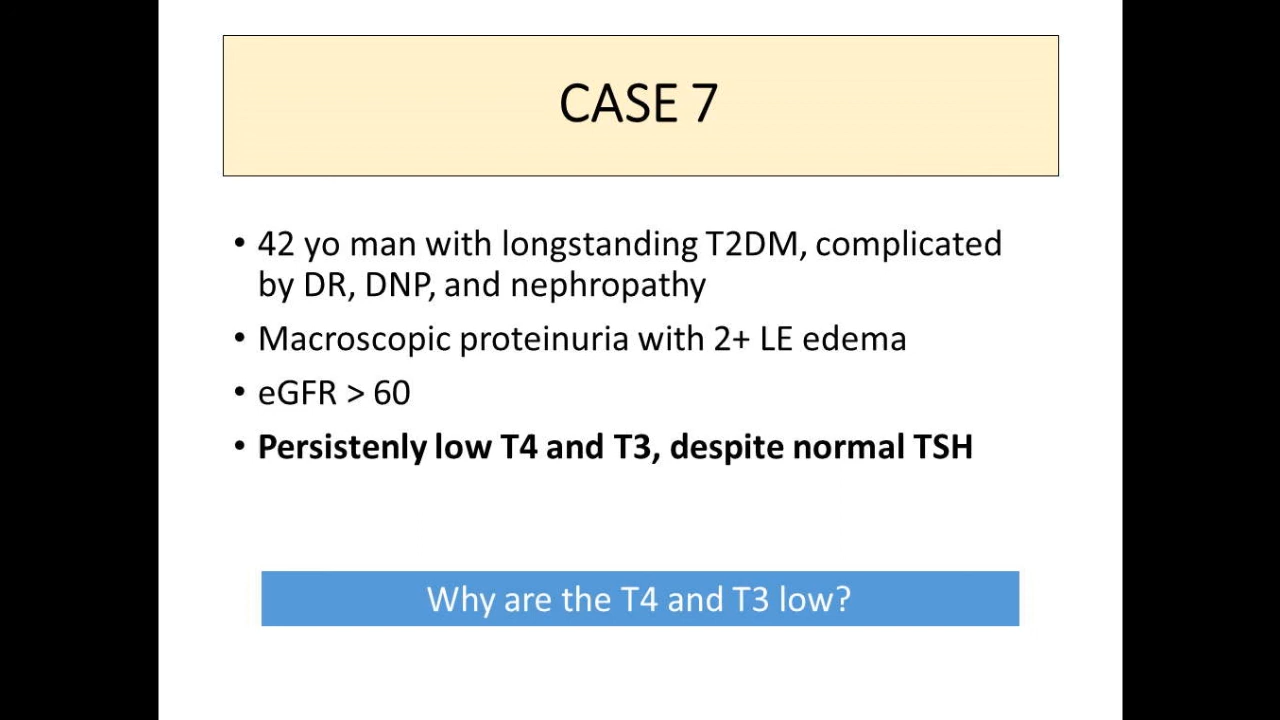 CASE 7
• 42 yo man with longstanding T2DM, complicated
by DR, DNP, and nephropathy
• Macroscopic proteinuria with 2+ LE edema
• eGFR > 60
• Persistenly low T4 and T3, despite normal TSH
Why are the T4 and T3 low?